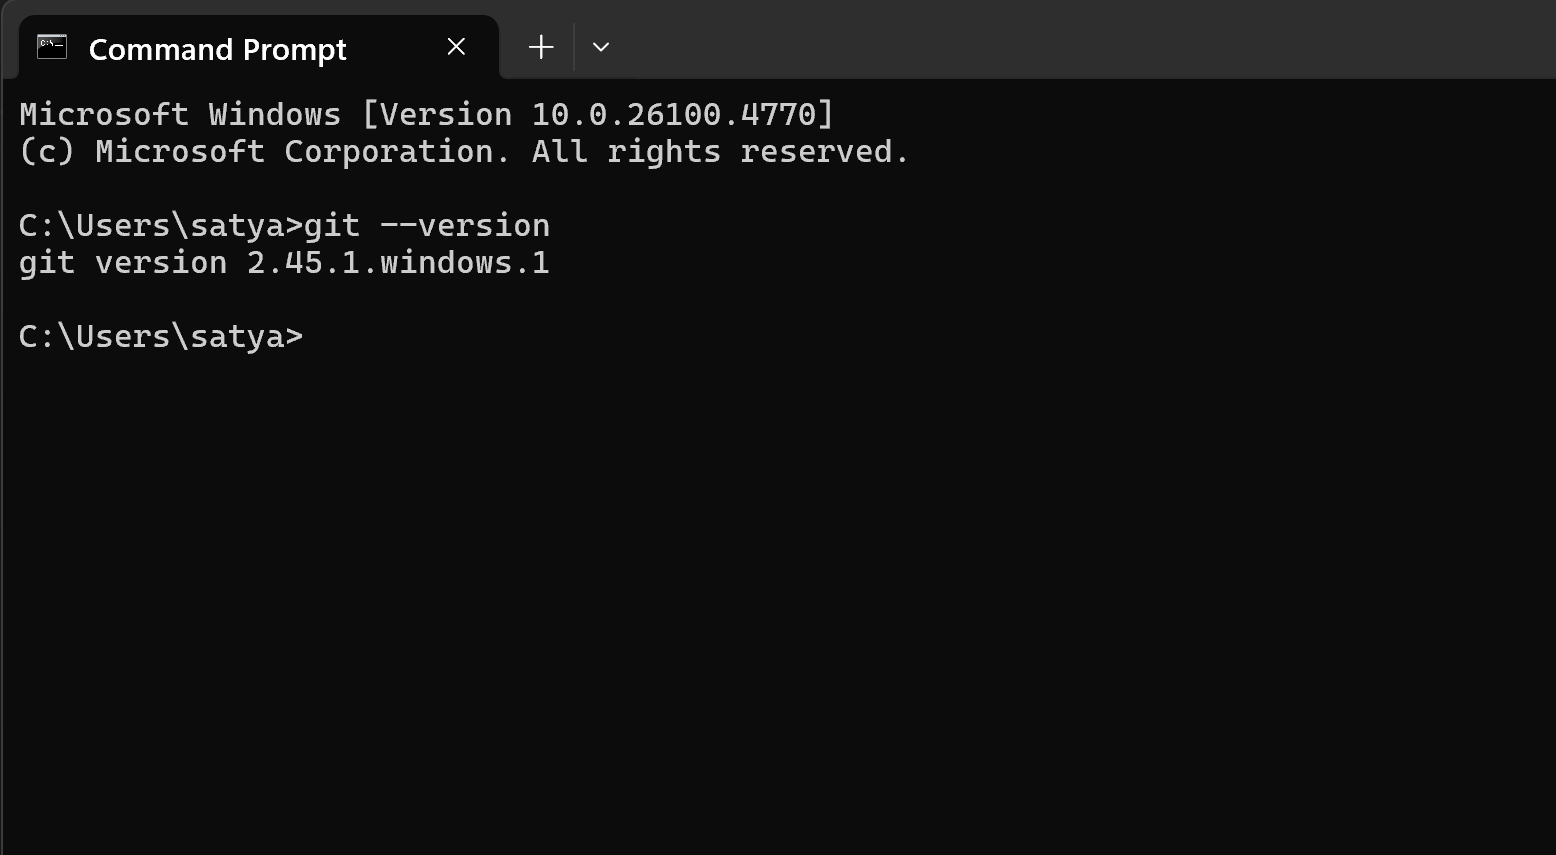 Command Prompt
Microsoft Windows [Version 10.0.26100.4770]
(c) Microsoft Corporation. All rights reserved.
C:\Users\satya>git --version
git version 2.45.1.windows.1
C:\Users\satya>